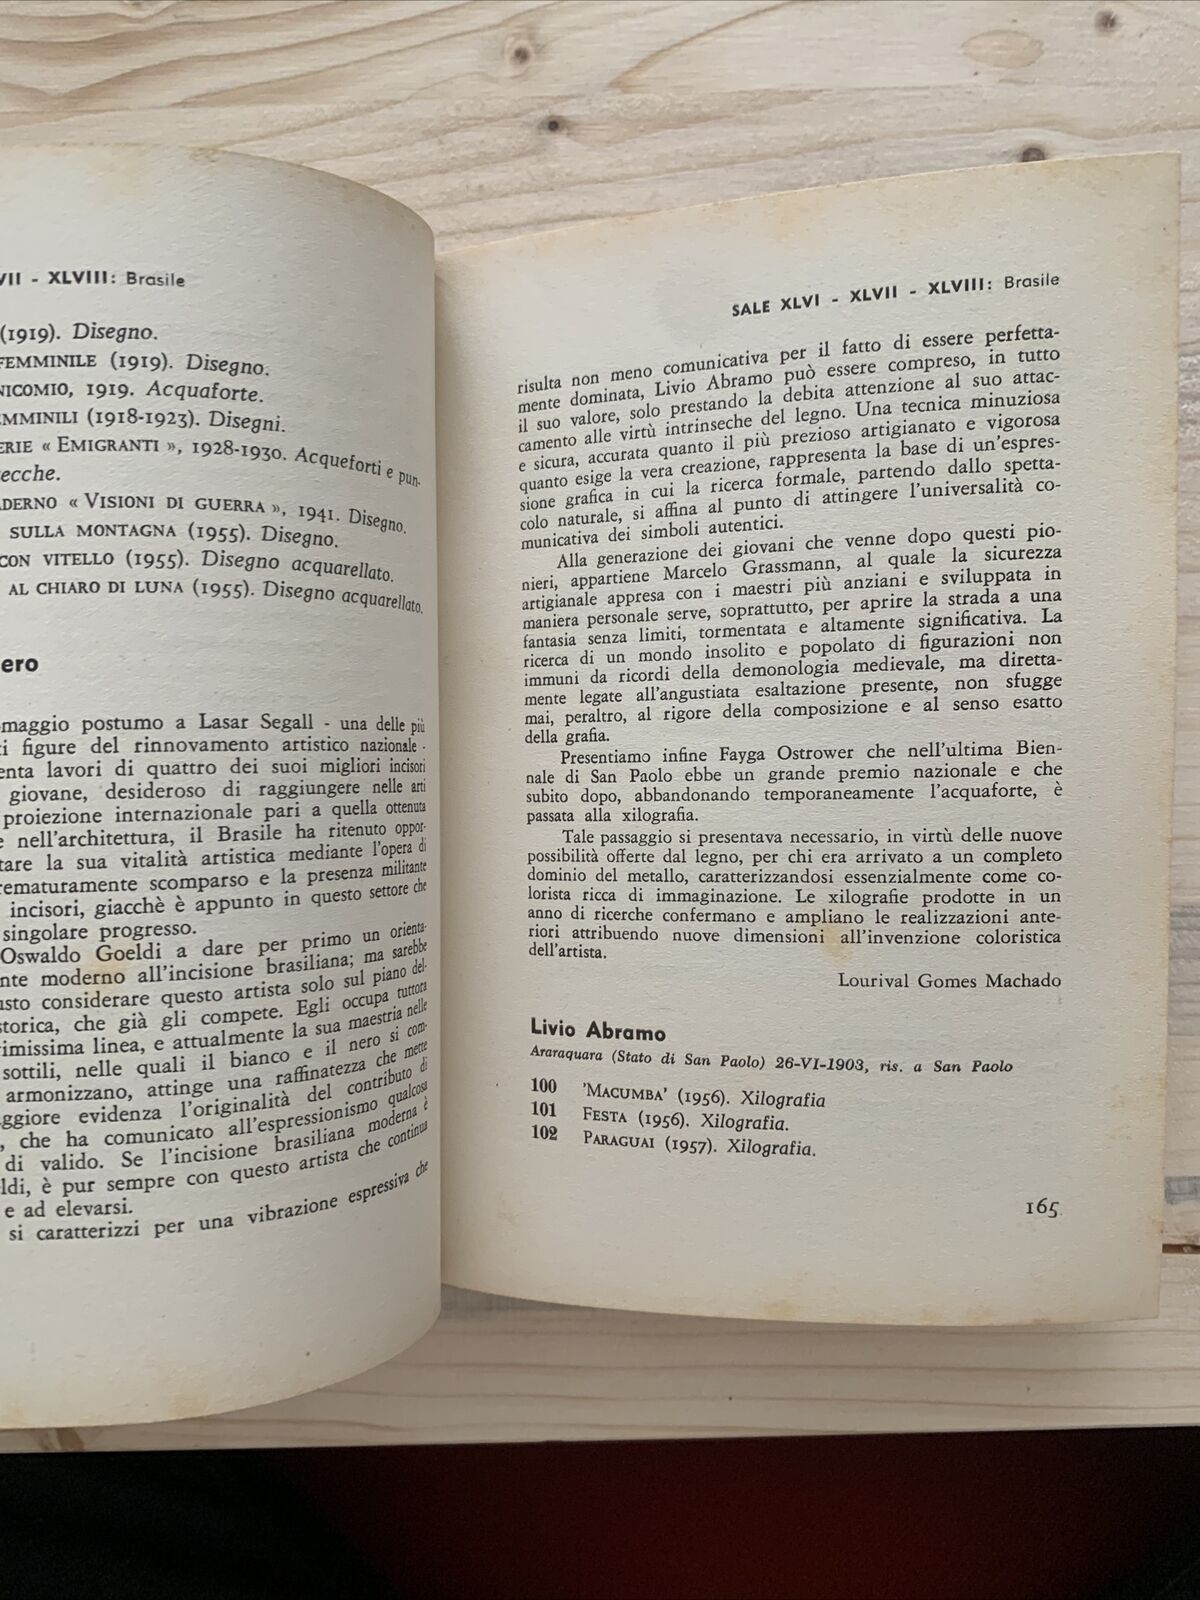 VII - XLVIII: Brasile
(1919). Disegno.
FEMMINILE (1919). Disegno.
NICOMIO, 1919. Acquaforte.
EMMINILI (1918-1923). Disegni.
ERIE « EMIGRANTI », 1928-1930. Acqueforti e pun-
ecche.
ADERNO « VISIONI DI GUERRA », 1941. Disegno.
SULLA MONTAGNA (1955). Disegno.
CON VITELLO (1955). Disegno acquarellato.
AL CHIARO DI LUNA (1955). Disegno acquarellato.
ero
omaggio postumo a Lasar Segall - una delle più
ti figure del rinnovamento artistico nazionale -
enta lavori di quattro dei suoi migliori incisori
giovane, desideroso di raggiungere nelle arti
proiezione internazionale pari a quella ottenuta
e nell'architettura, il Brasile ha ritenuto oppor-
tare la sua vitalità artistica mediante l'opera di
rematuramente scomparso e la presenza militante
incisori, giacchè è appunto in questo settore che
singolare progresso.
Oswaldo Goeldi a dare per primo un orienta-
nte moderno all'incisione brasiliana; ma sarebbe
usto considerare questo artista solo sul piano del-
torica, che già gli compete. Egli occupa tuttora
rimissima linea, e attualmente la sua maestria nelle
sottili, nelle quali il bianco e il nero si com-
armonizzano, attinge una raffinatezza che mette
aggiore evidenza l'originalità del contributo di
, che ha comunicato all'espressionismo qualcosa
di valido. Se l'incisione brasiliana moderna è
ldi, è pur sempre con questo artista che continua
e ad elevarsi.
si caratterizzi per una vibrazione espressiva che
SALE XLVI - XLVII - XLVIII: Brasile
risulta non meno comunicativa per il fatto di essere perfetta-
mente dominata, Livio Abramo può essere compreso, in tutto
il suo valore, solo prestando la debita attenzione al suo attac-
camento alle virtù intrinseche del legno. Una tecnica minuziosa
e sicura, accurata quanto il più prezioso artigianato e vigorosa
quanto esige la vera creazione, rappresenta la base di un'espres-
sione grafica in cui la ricerca formale, partendo dallo spetta-
colo naturale, si affina al punto di attingere l'universalità co-
municativa dei simboli autentici.
Alla generazione dei giovani che venne dopo questi pio-
nieri, appartiene Marcelo Grassmann, al quale la sicurezza
artigianale appresa con i maestri più anziani e sviluppata in
maniera personale serve, soprattutto, per aprire la strada a una
fantasia senza limiti, tormentata e altamente significativa. La
ricerca di un mondo insolito e popolato di figurazioni non
immuni da ricordi della demonologia medievale, ma diretta-
mente legate all'angustiata esaltazione presente, non sfugge
mai, peraltro, al rigore della composizione e al senso esatto
della grafia.
Presentiamo infine Fayga Ostrower che nell'ultima Bien-
nale di San Paolo ebbe un grande premio nazionale e che
subito dopo, abbandonando temporaneamente l'acquaforte, è
passata alla xilografia.
Tale passaggio si presentava necessario, in virtù delle nuove
possibilità offerte dal legno, per chi era arrivato a un completo
dominio del metallo, caratterizzandosi essenzialmente come co-
lorista ricca di immaginazione. Le xilografie prodotte in un
anno di ricerche confermano e ampliano le realizzazioni ante-
riori attribuendo nuove dimensioni all'invenzione coloristica
dell'artista.
Lourival Gomes Machado
Livio Abramo
Araraquara (Stato di San Paolo) 26-VI-1903, ris. a San Paolo
100 'MACUMBA' (1956). Xilografia
101 FESTA (1956). Xilografia.
102 PARAGUAI (1957). Xilografia.
165